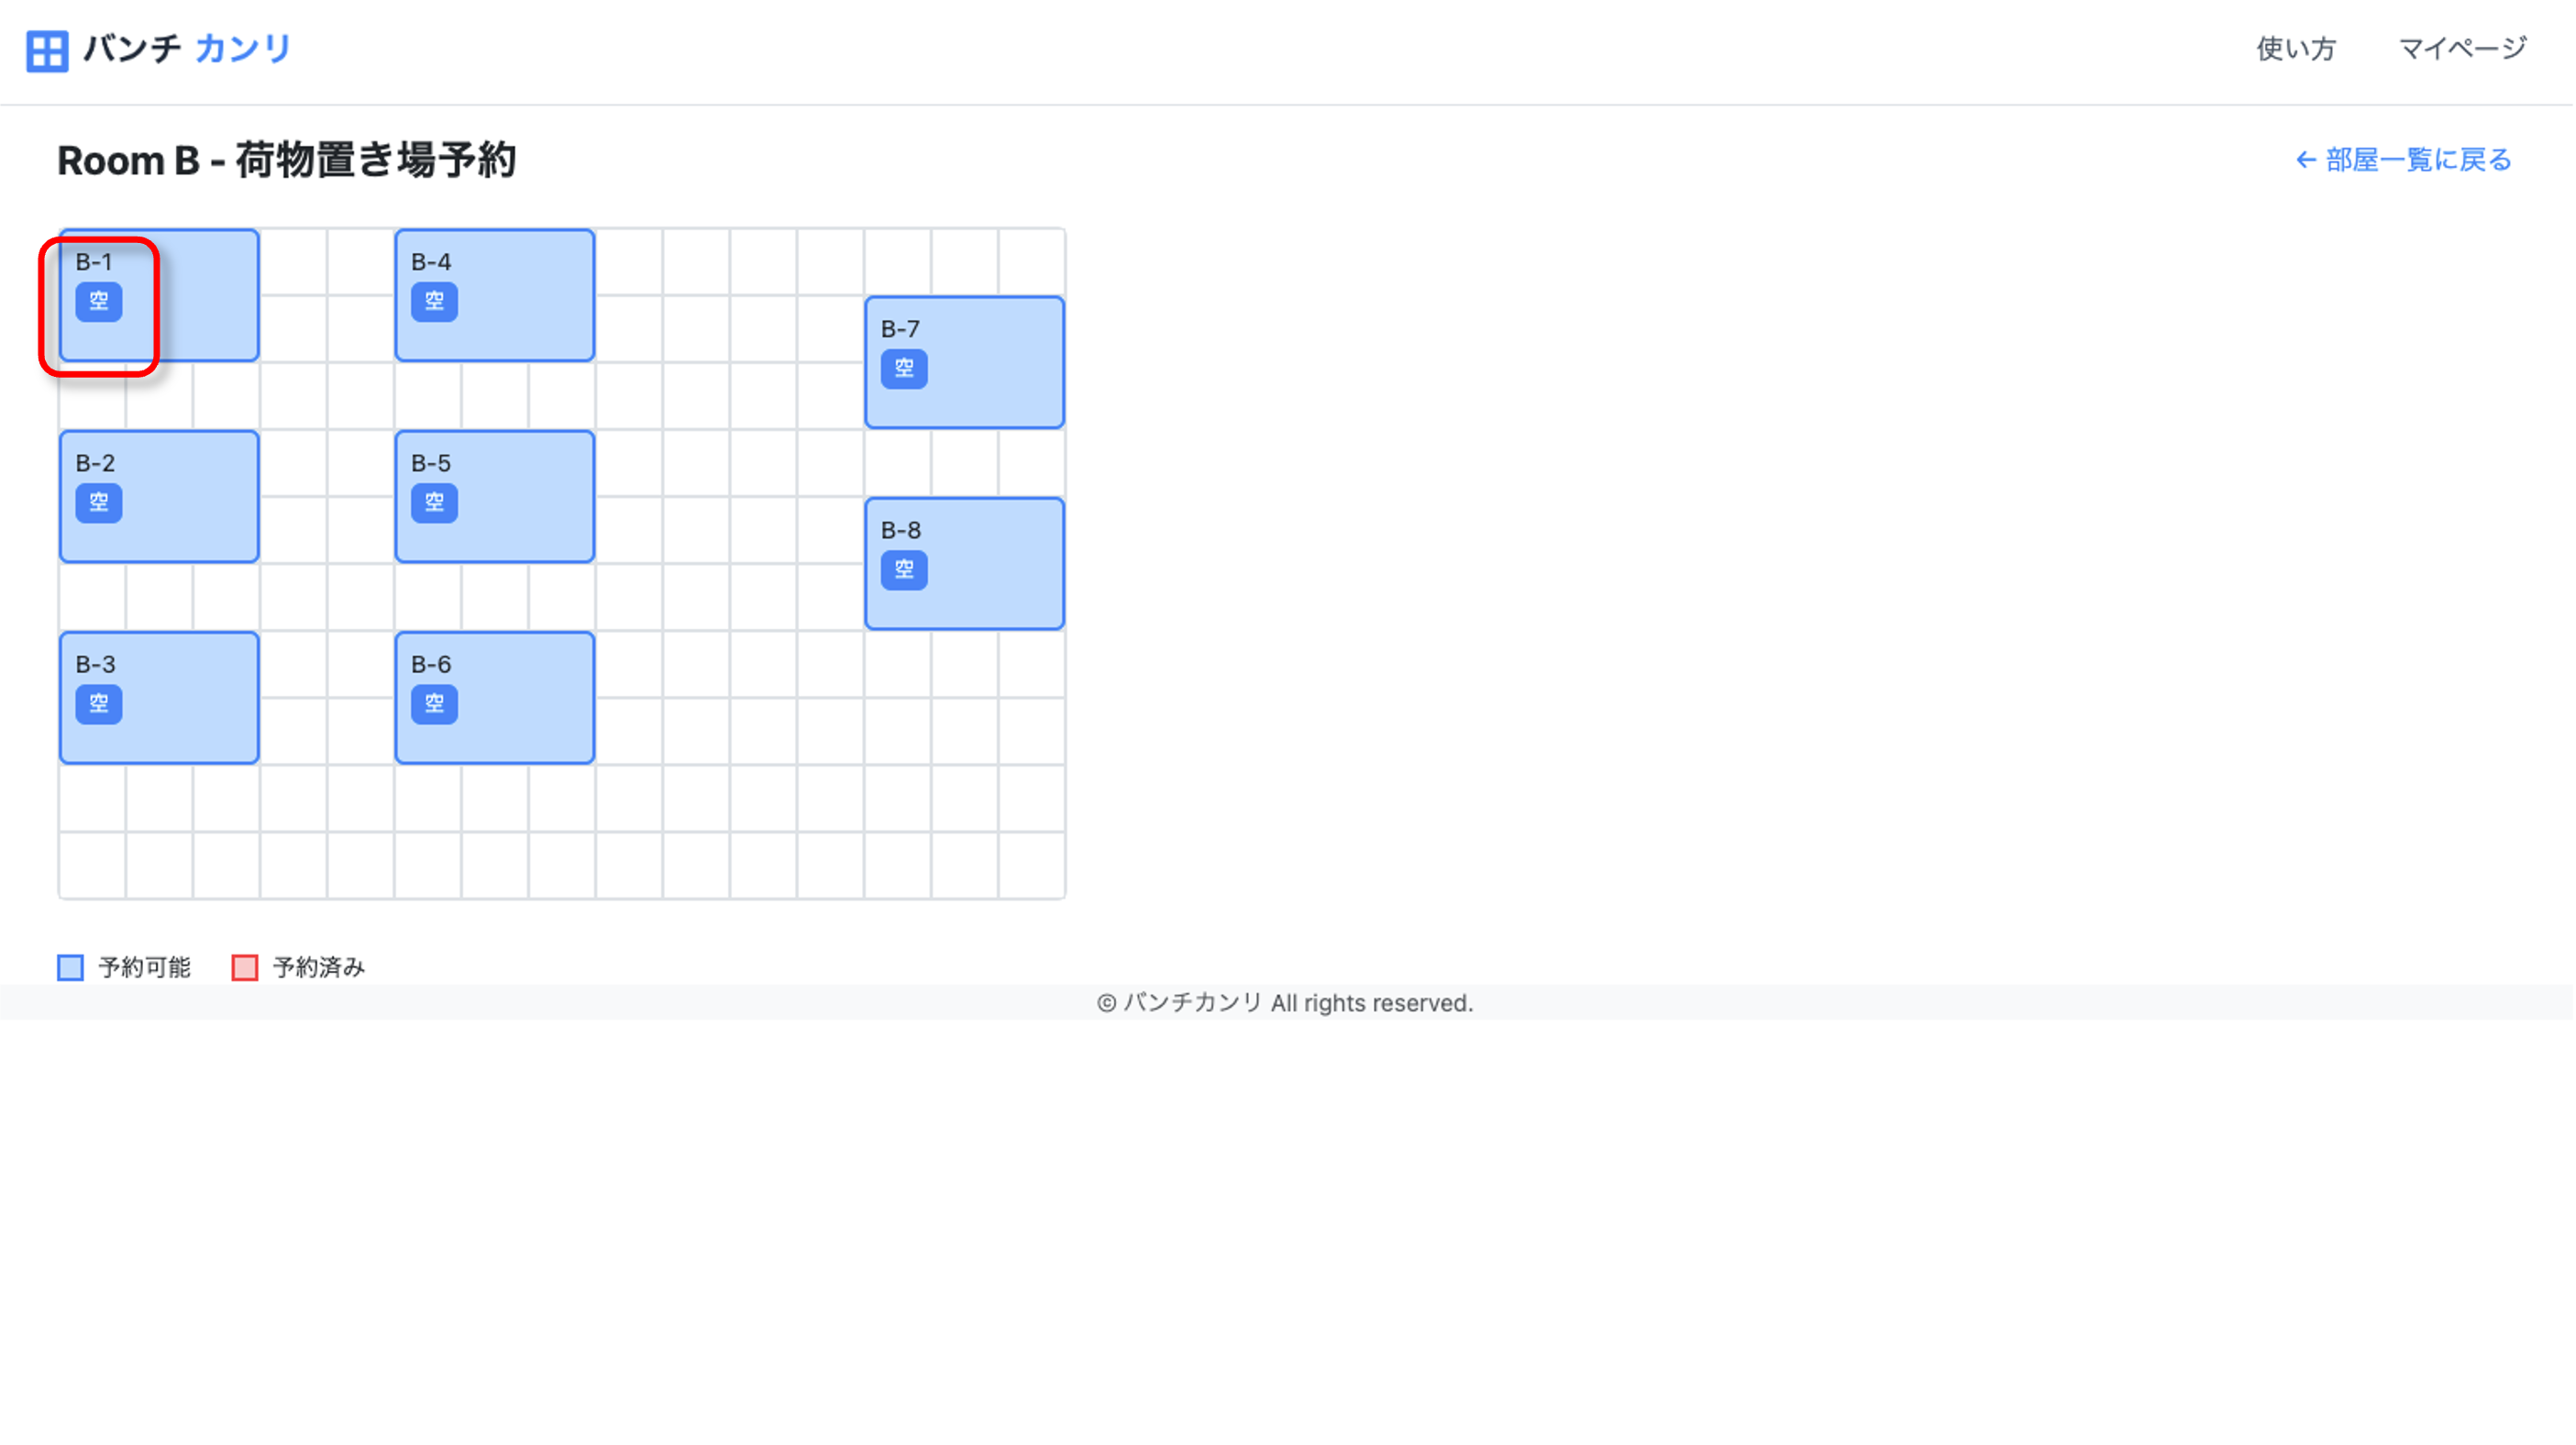 バンチ カンリ
使い方 マイページ
Room B - 荷物置き場予約
← 部屋一覧に戻る
B-1
空
B-4
空
B-7
空
B-2
空
B-5
空
B-8
空
B-3
空
B-6
空
予約可能 予約済み
© バンチカンリ All rights reserved.